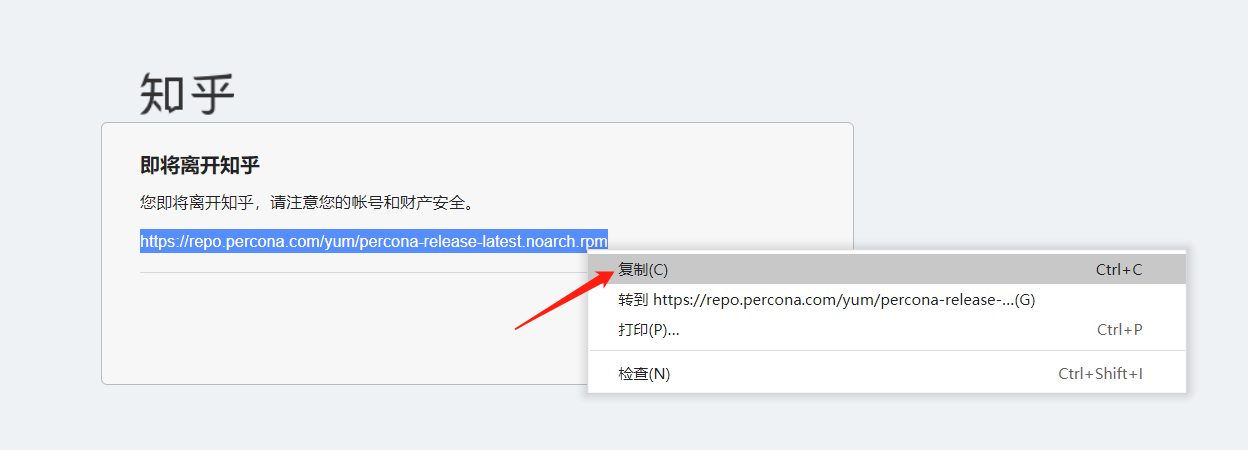 知乎
即将离开知乎
您即将离开知乎，请注意您的帐号和财产安全。
https://repo.percona.com/yum/percona-release-latest.noarch.rpm
复制(C) Ctrl+C
转到 https://repo.percona.com/yum/percona-release-...(G)
打印(P)... Ctrl+P
检查(N) Ctrl+Shift+I